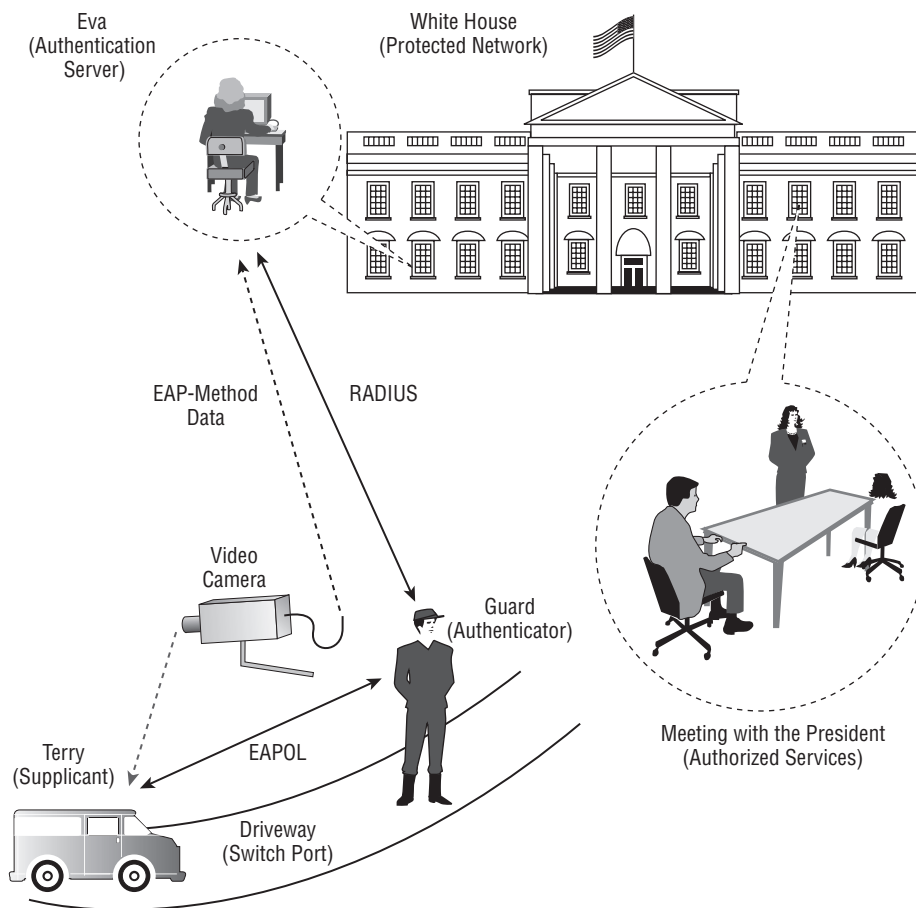 Eva
(Authentication
Server)
White House
(Protected Network)
EAP-Method
Data
RADIUS
Video
Camera
Guard
(Authenticator)
Terry
(Supplicant)
EAPOL
Driveway
(Switch Port)
Meeting with the President
(Authorized Services)